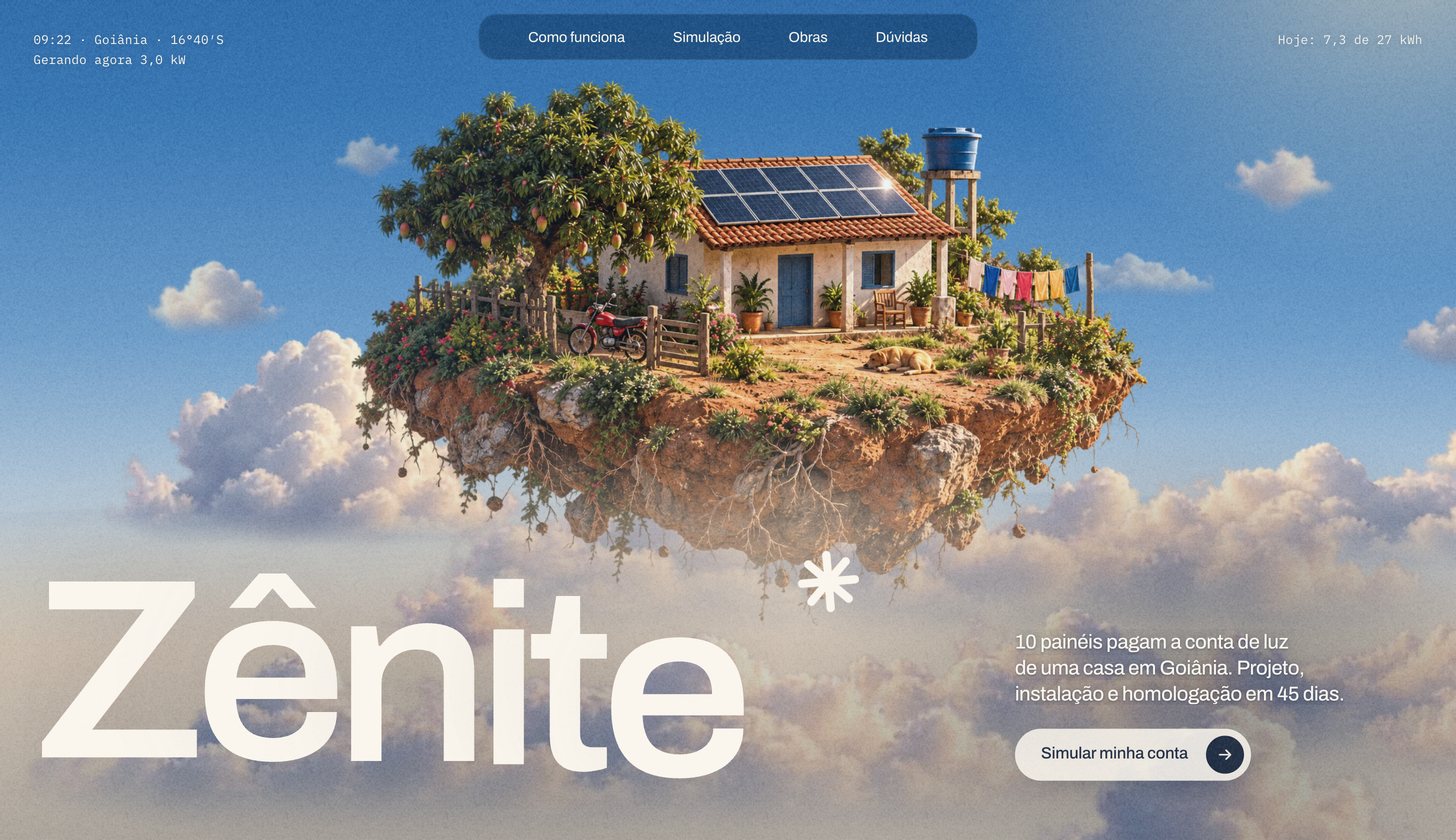 09:22 · Goiânia · 16°40′S
Gerando agora 3,0 kW
Como funciona
Simulação
Obras
Dúvidas
Hoje: 7,3 de 27 kWh
Zênite
10 painéis pagam a conta de luz
de uma casa em Goiânia. Projeto,
instalação e homologação em 45 dias.
Simular minha conta